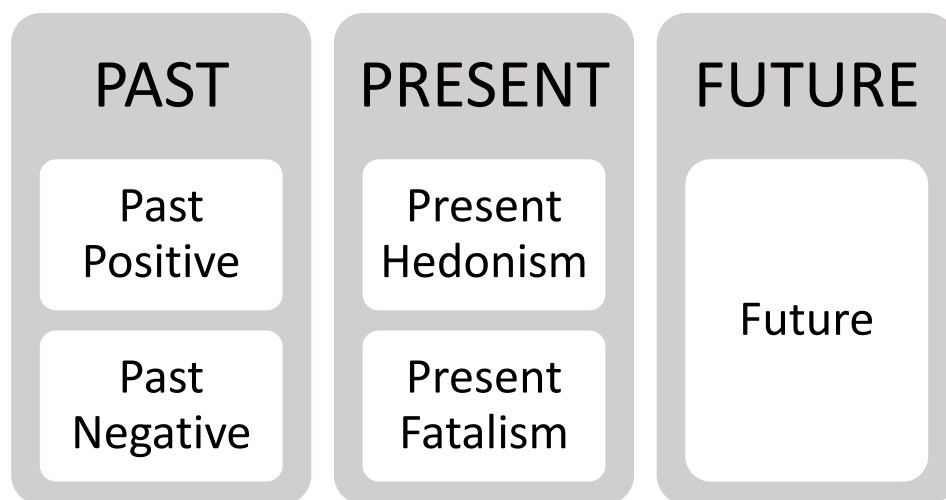 PAST
Past
Positive
Past
Negative
PRESENT
Present
Hedonism
Present
Fatalism
FUTURE
Future